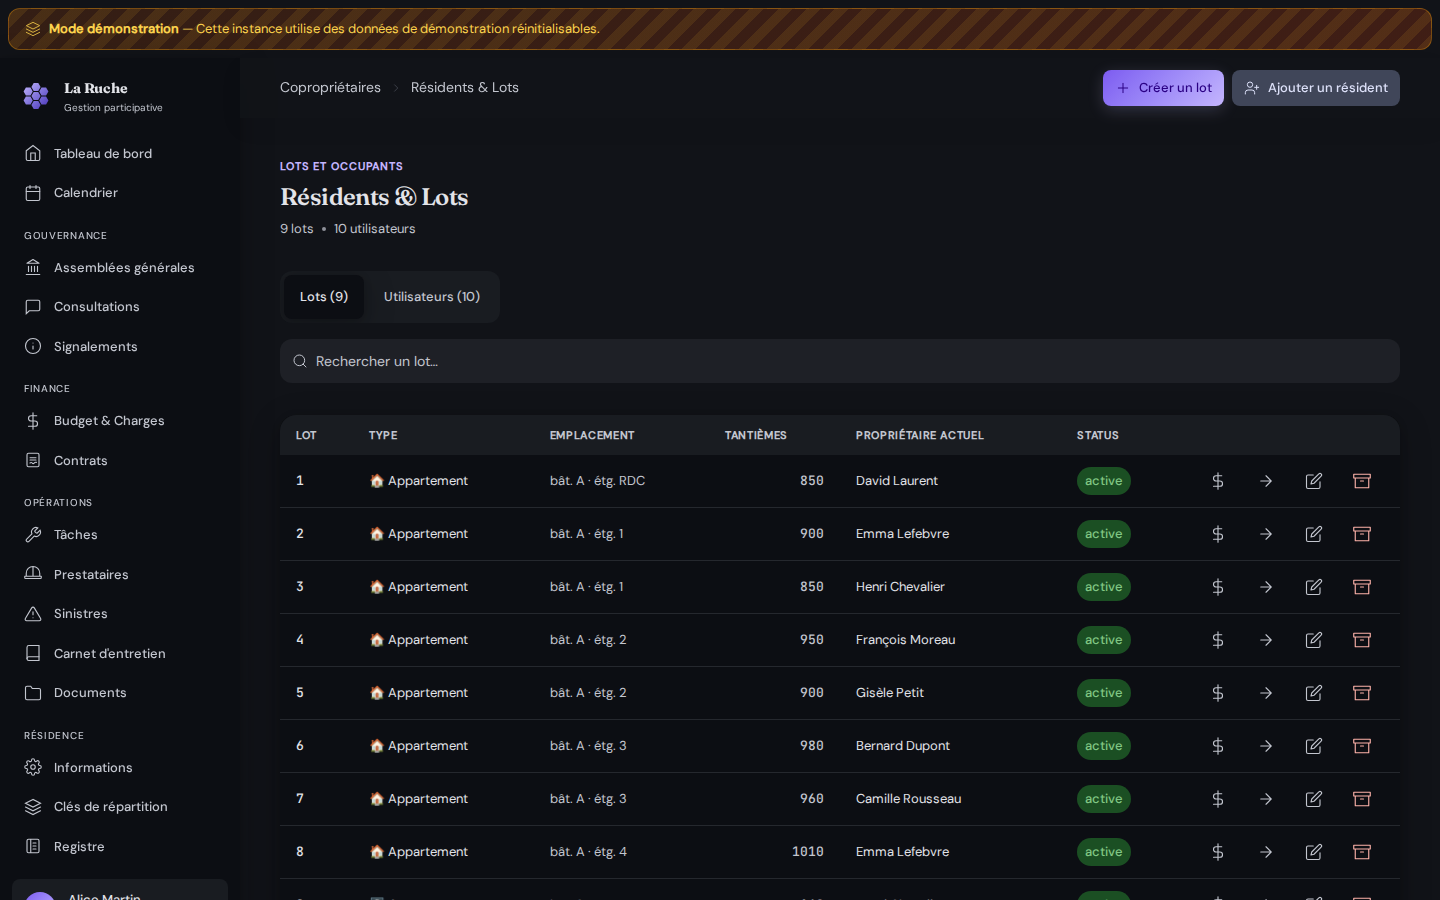 Mode démonstration — Cette instance utilise des données de démonstration réinitialisables.
La Ruche
Gestion participative
Copropriétaires
Résidents & Lots
Créer un lot
Ajouter un résident
Tableau de bord
Calendrier
GOUVERNANCE
Assemblées générales
Consultations
Signalements
FINANCE
Budget & Charges
Contrats
OPÉRATIONS
Tâches
Prestataires
Sinistres
Carnet d'entretien
Documents
RÉSIDENCE
Informations
Clés de répartition
Registre
Alice Martin
LOTS ET OCCUPANTS
Résidents & Lots
9 lots • 10 utilisateurs
Lots (9)
Utilisateurs (10)
Rechercher un lot…
LOT TYPE EMPLACEMENT TANTIÈMES PROPRIÉTAIRE ACTUEL STATUS
1 Appartement bât. A · étg. RDC 850 David Laurent active
2 Appartement bât. A · étg. 1 900 Emma Lefebvre active
3 Appartement bât. A · étg. 1 850 Henri Chevalier active
4 Appartement bât. A · étg. 2 950 François Moreau active
5 Appartement bât. A · étg. 2 900 Gisèle Petit active
6 Appartement bât. A · étg. 3 980 Bernard Dupont active
7 Appartement bât. A · étg. 3 960 Camille Rousseau active
8 Appartement bât. A · étg. 4 1010 Emma Lefebvre active